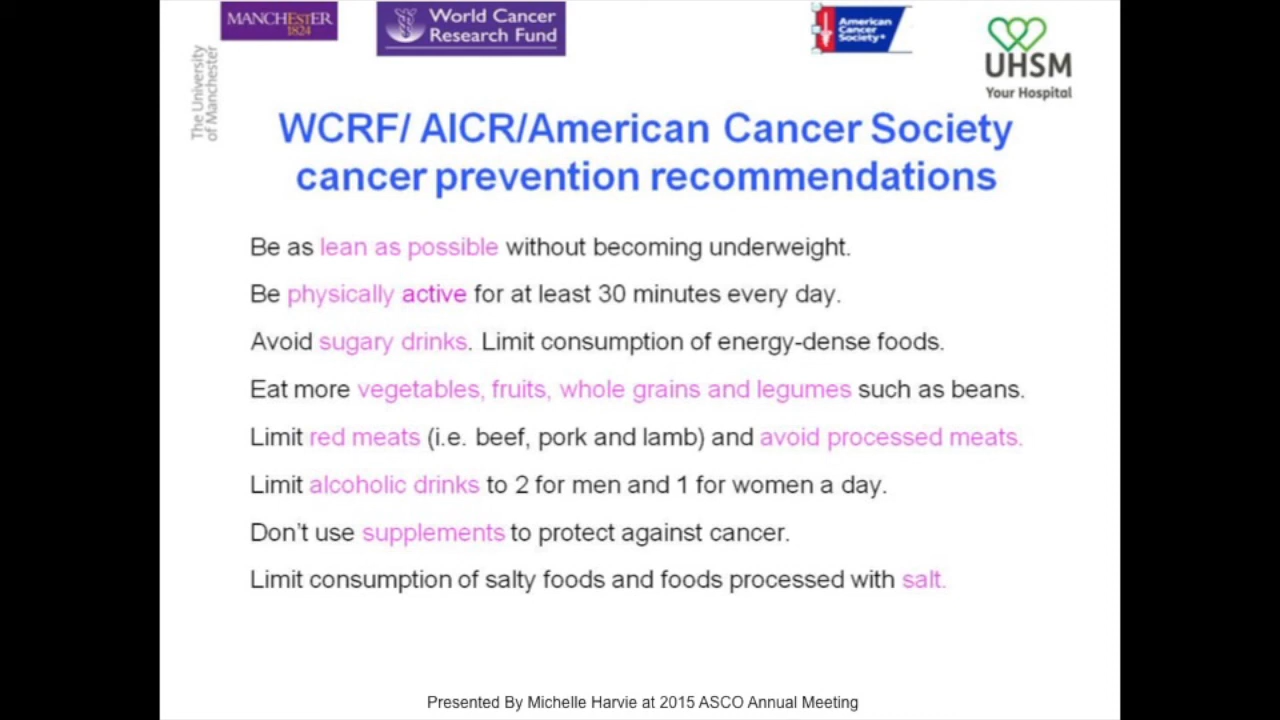 MANCHESTER
1824
The University
of Manchester
World Cancer
Research Fund
American
Cancer
Society
UHSM
Your Hospital
WCRF/ AICR/American Cancer Society
cancer prevention recommendations
Be as lean as possible without becoming underweight.
Be physically active for at least 30 minutes every day.
Avoid sugary drinks. Limit consumption of energy-dense foods.
Eat more vegetables, fruits, whole grains and legumes such as beans.
Limit red meats (i.e. beef, pork and lamb) and avoid processed meats.
Limit alcoholic drinks to 2 for men and 1 for women a day.
Don’t use supplements to protect against cancer.
Limit consumption of salty foods and foods processed with salt.
Presented By Michelle Harvie at 2015 ASCO Annual Meeting